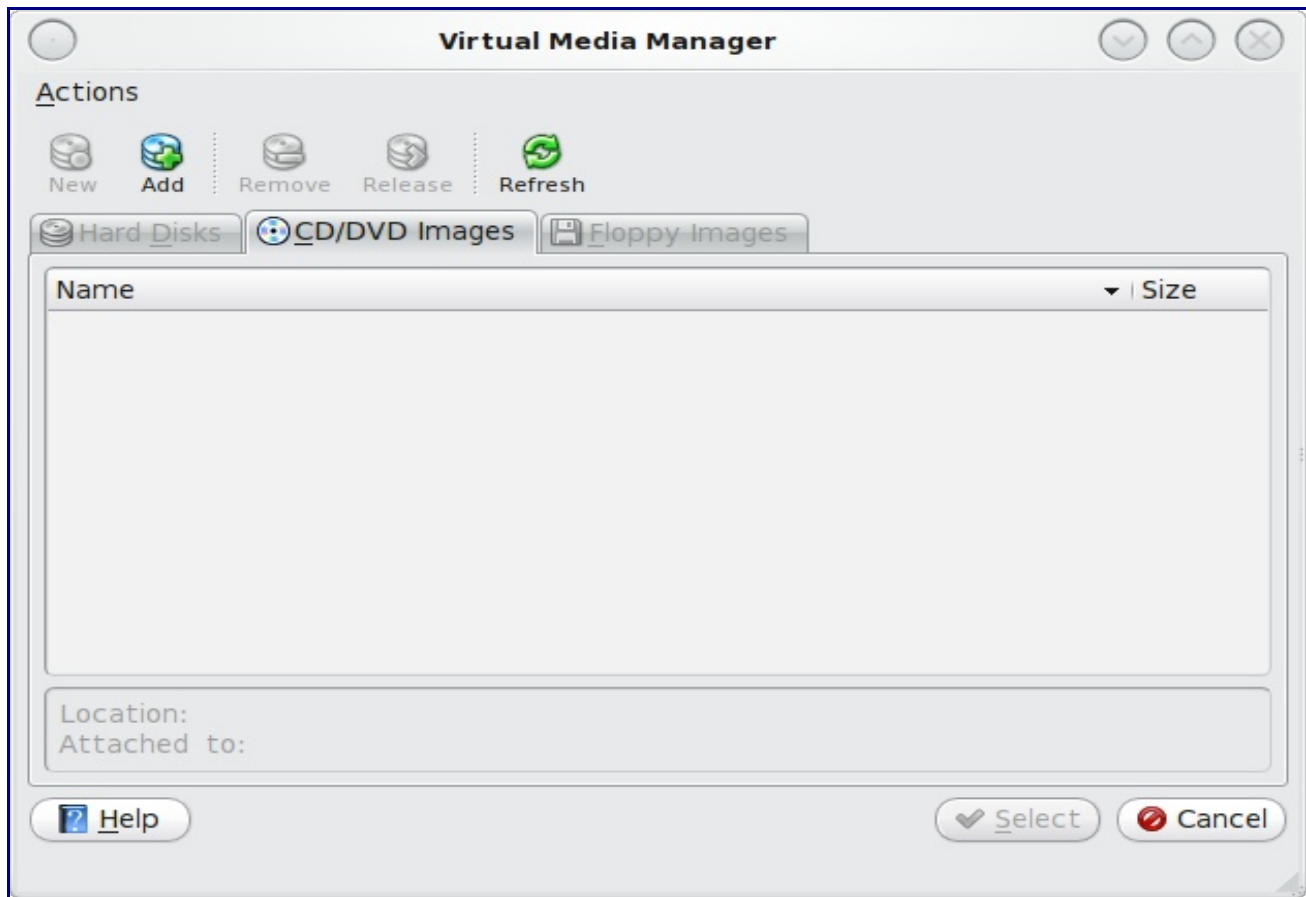 Virtual Media Manager
Actions
New Add Remove Release Refresh
Hard Disks CD/DVD Images Floppy Images
Name Size
Location:
Attached to:
Help Select Cancel